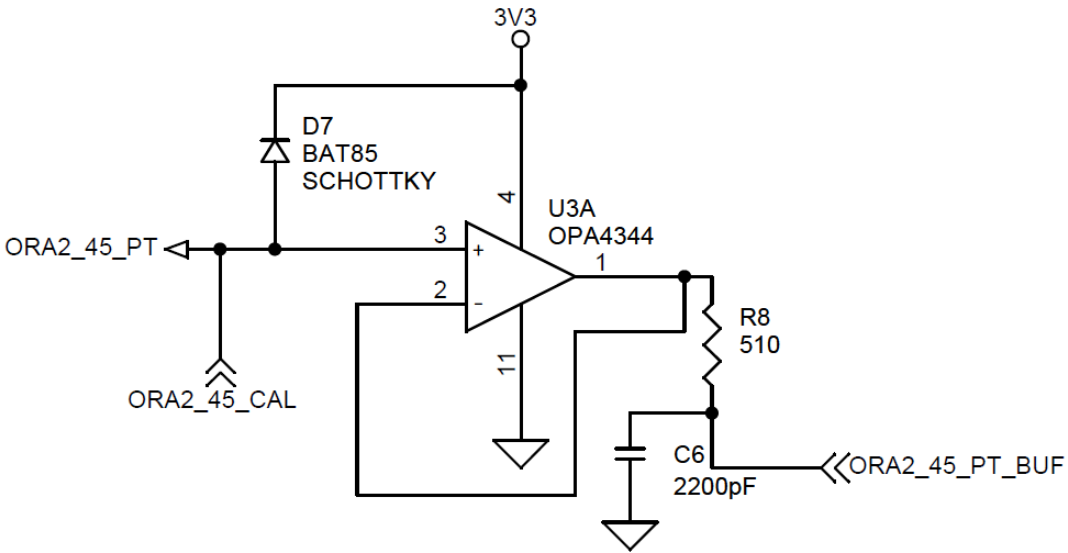 3V3
D7
BAT85
SCHOTTKY
4
U3A
OPA4344
ORA2_45_PT
3
+
1
2
-
R8
510
11
ORA2_45_CAL
C6
2200pF
ORA2_45_PT_BUF